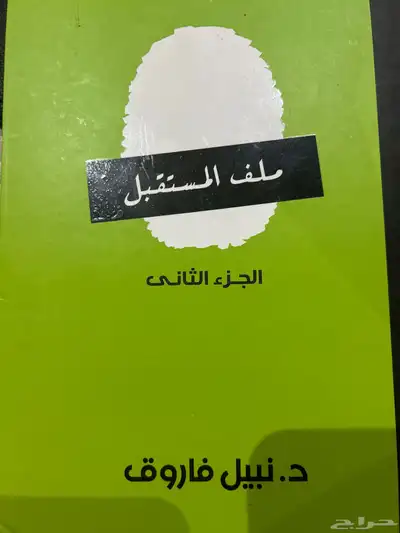 ملف المستقبل
الجزء الثانى
د. نبيل فاروق
حراج